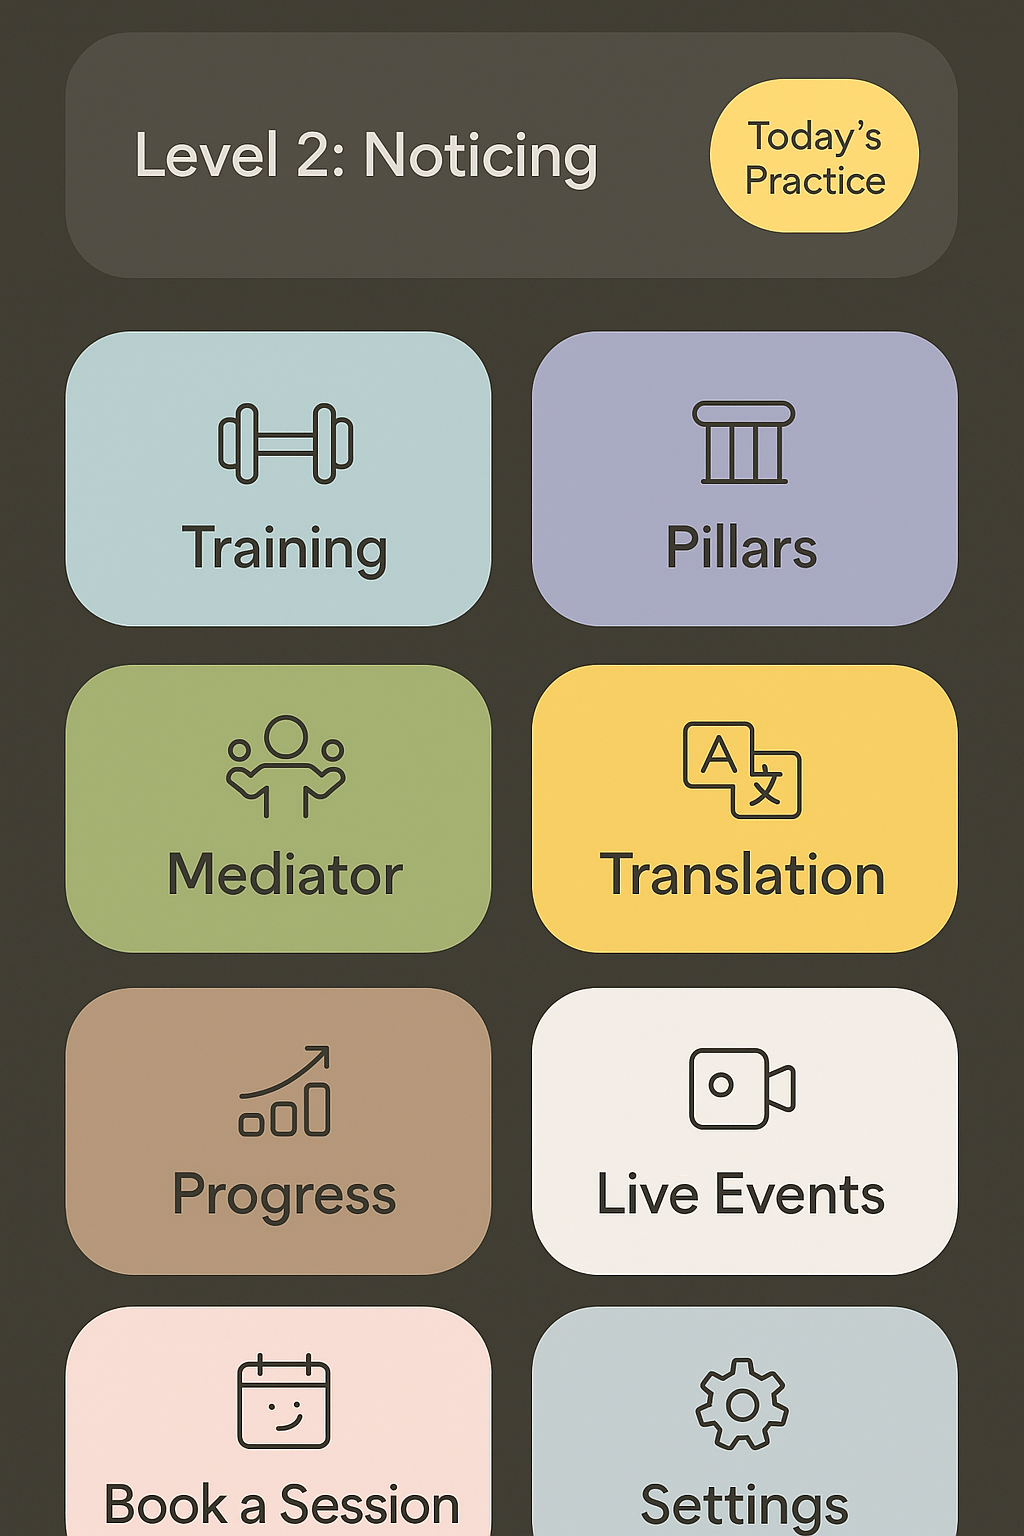 Level 2: Noticing
Today’s
Practice
Training
Pillars
Mediator
A 文
Translation
Progress
Live Events
Book a Session
Settings